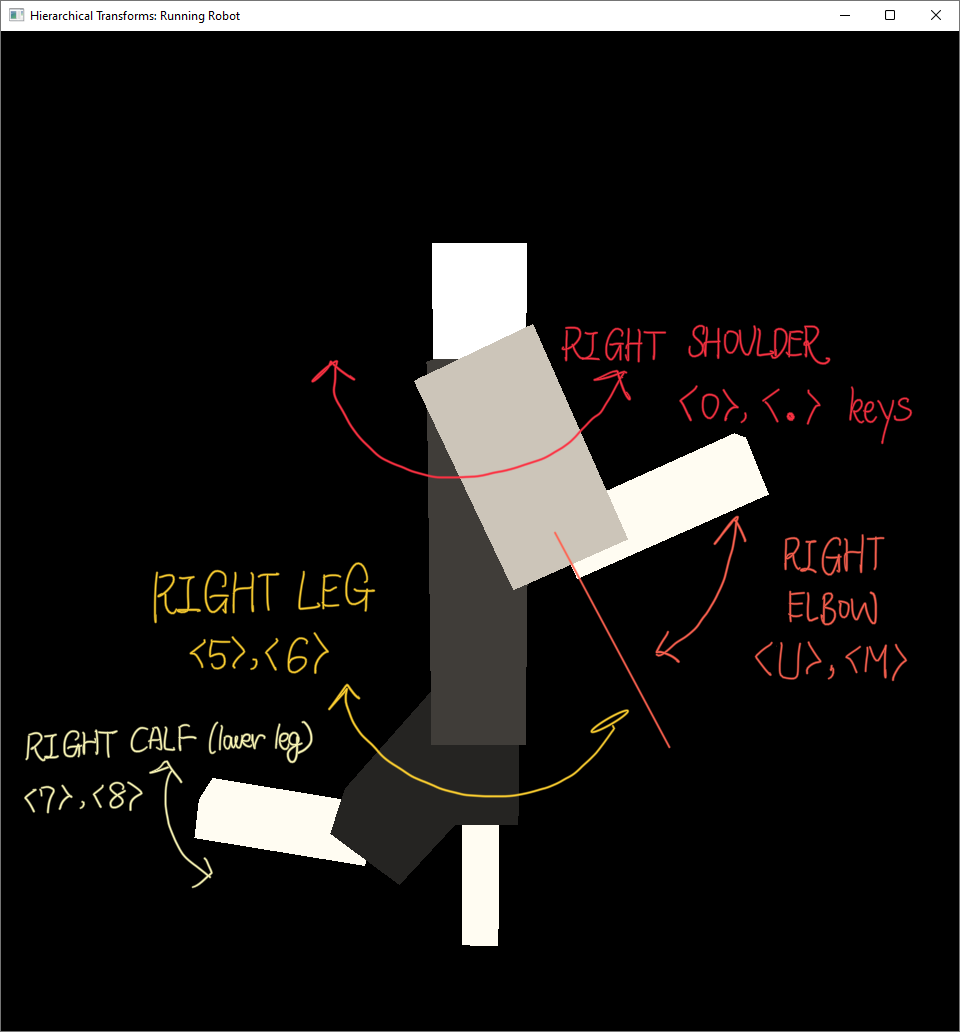 Hierarchical Transforms: Running Robot
RIGHT SHOULDER
<0>, <.> keys
RIGHT
ELBOW
<U>, <M>
RIGHT LEG
<5>, <6>
RIGHT CALF (lower leg)
<7>, <8>